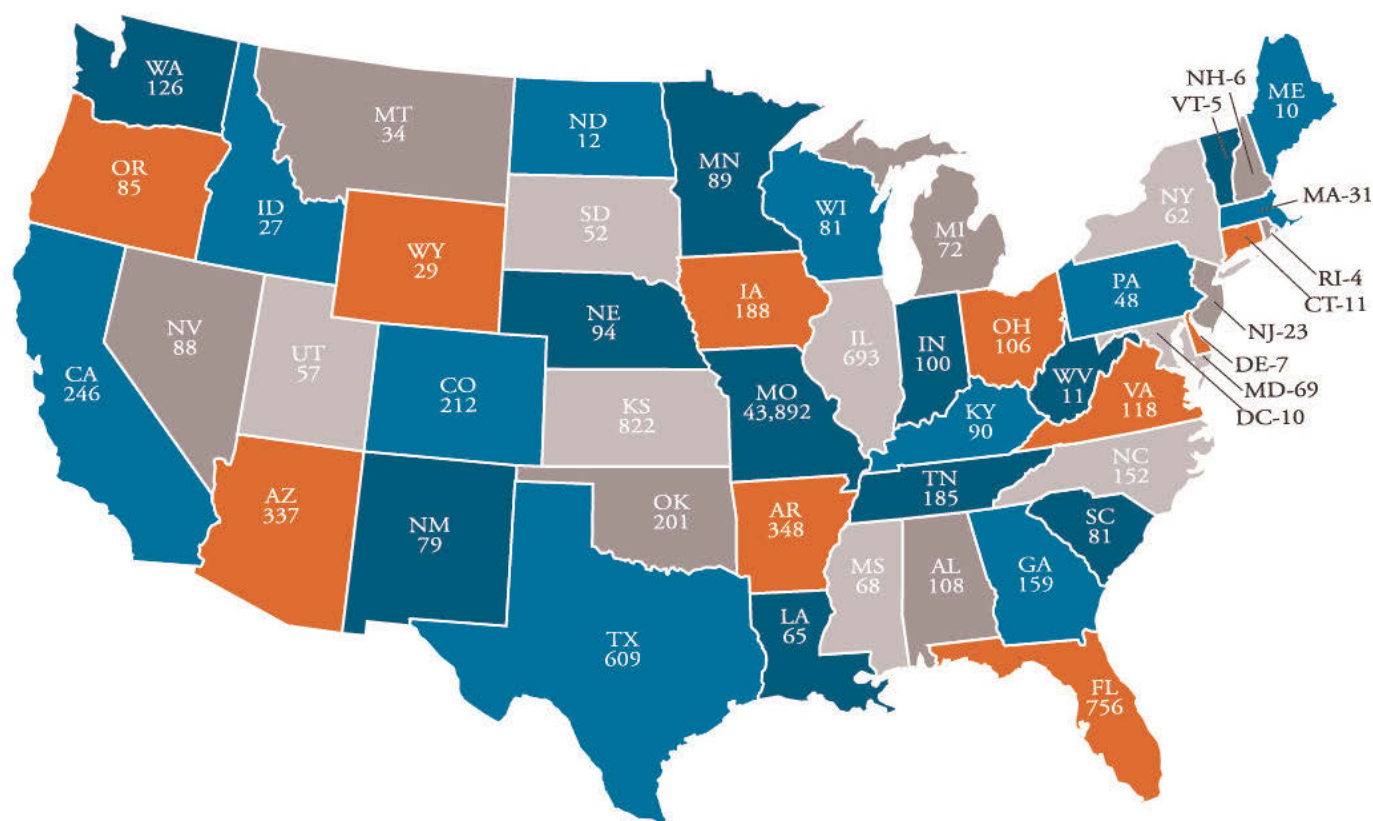 WA
126
OR
85
CA
246
ID
27
NV
88
MT
34
WY
29
UT
57
AZ
337
CO
212
NM
79
ND
12
SD
52
NE
94
KS
822
OK
201
TX
609
MN
89
IA
188
MO
43,892
AR
348
LA
65
WI
81
IL
693
MI
72
IN
100
OH
106
KY
90
TN
185
MS
68
AL
108
GA
159
FL
756
SC
81
NC
152
VA
118
WV
11
PA
48
NY
62
ME
10
NH-6
VT-5
MA-31
RI-4
CT-11
NJ-23
DE-7
MD-69
DC-10